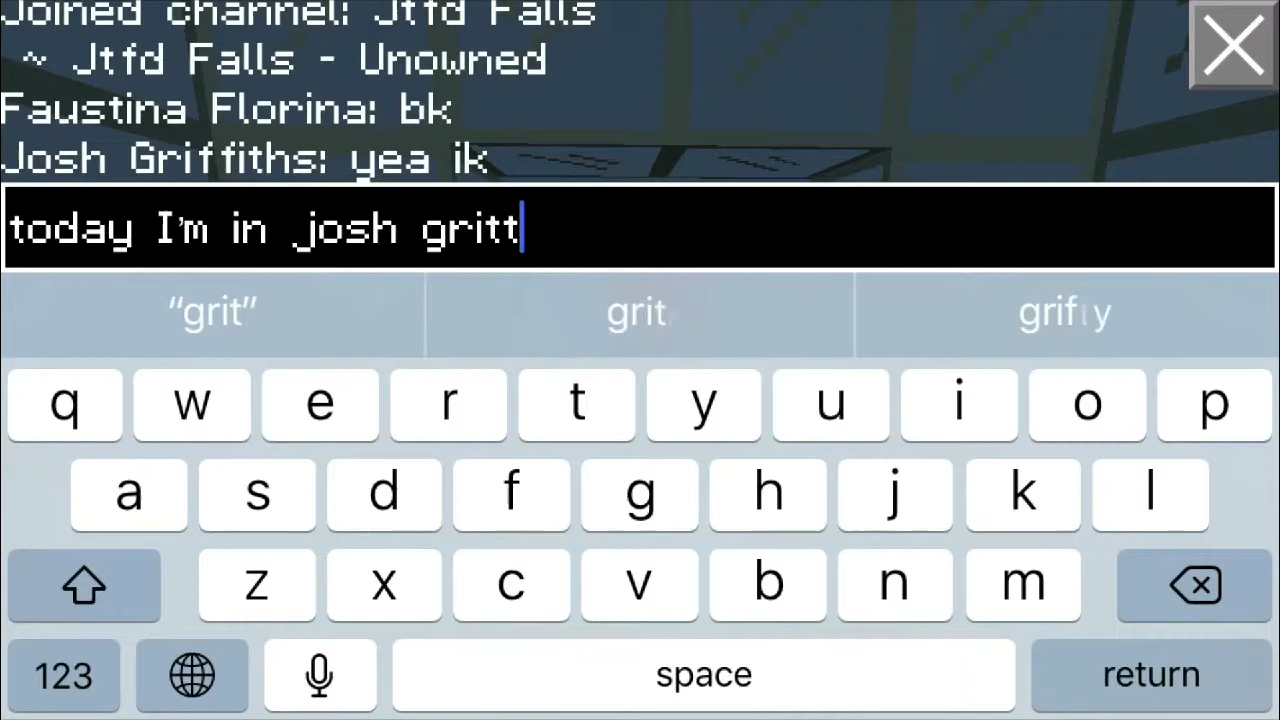 Joined channel: Jtfd Falls
~ Jtfd Falls - Unowned
Faustina Florina: bk
Josh Griffiths: yea ik
today I'm in josh gritt
“grit” grit
q w e r t y u i o p
a s d f g h j k l
z x c v b n m
123 space return